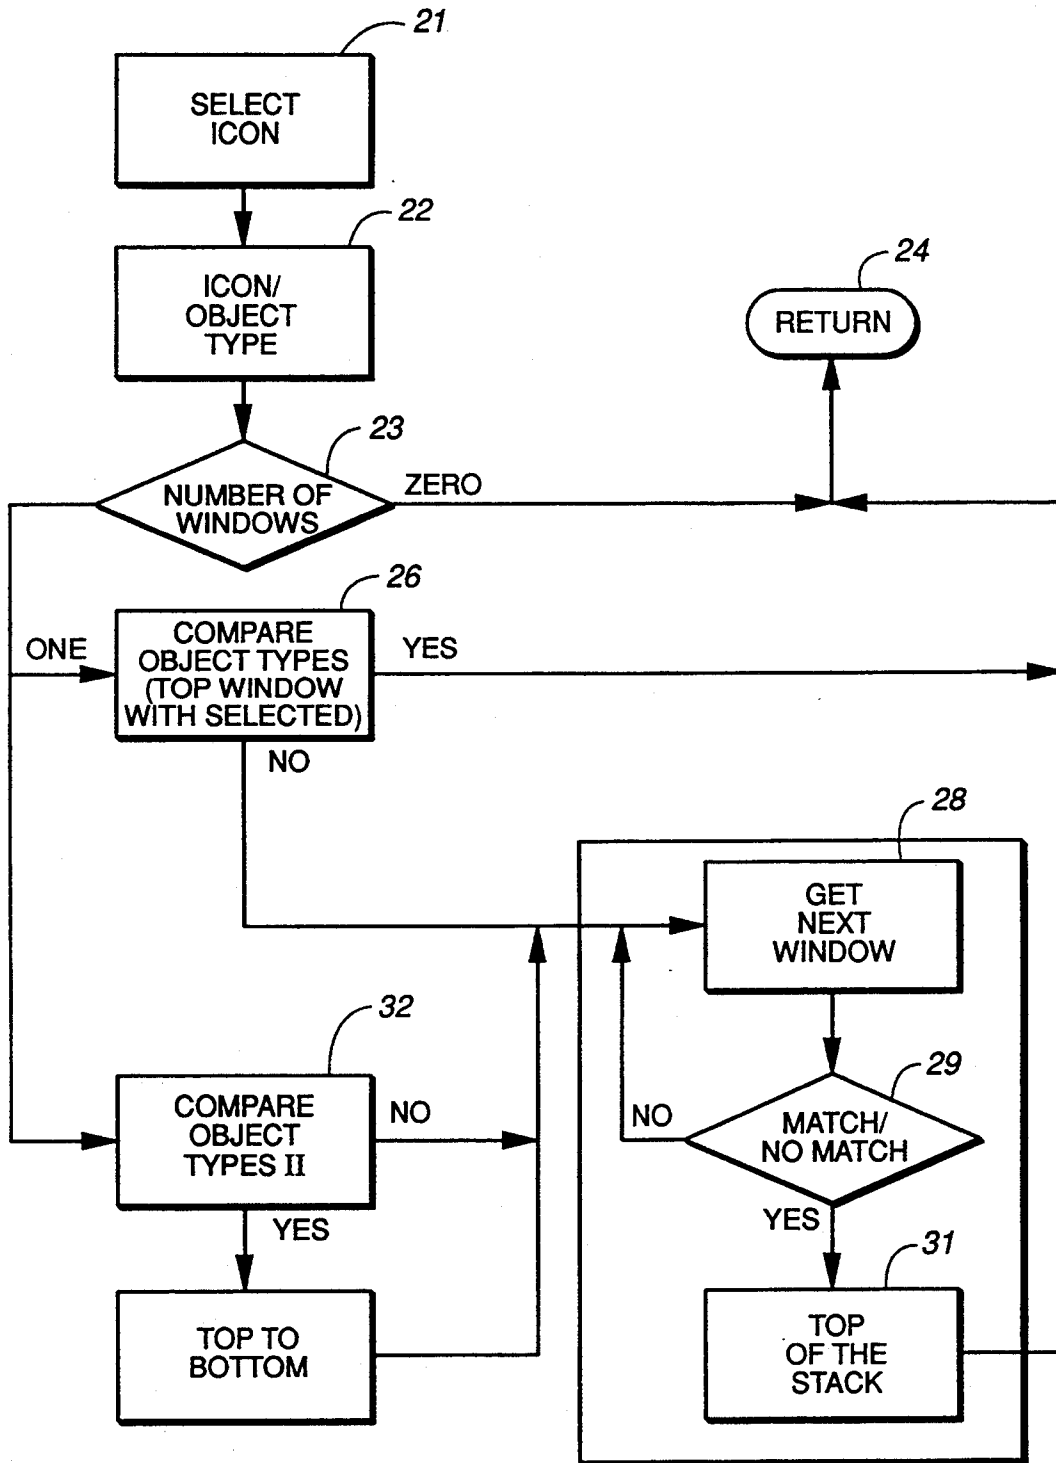 21
SELECT
ICON
22
ICON/
OBJECT
TYPE
24
RETURN
23
NUMBER OF
WINDOWS
ZERO
26
ONE
COMPARE
OBJECT TYPES
(TOP WINDOW
WITH SELECTED)
YES
NO
28
GET
NEXT
WINDOW
32
COMPARE
OBJECT
TYPES II
NO
YES
29
NO
MATCH/
NO MATCH
YES
31
TOP TO
BOTTOM
TOP
OF THE
STACK